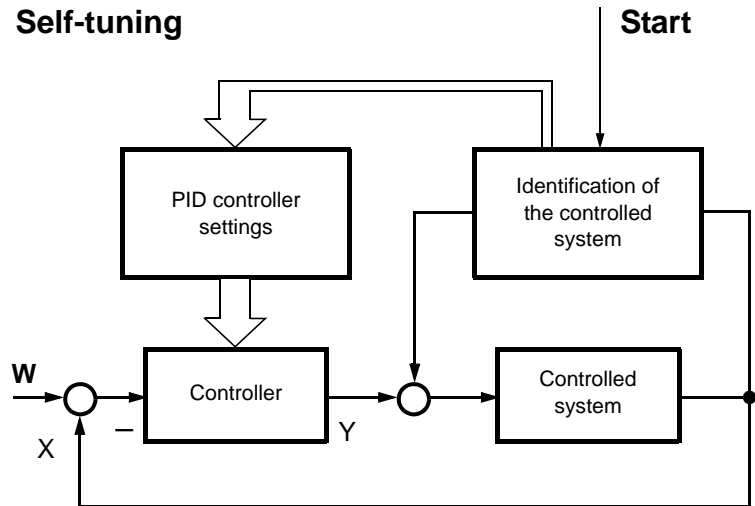 Self-tuning
Start
PID controller
settings
Identification of
the controlled
system
W
Controller
Controlled
system
X
–
Y